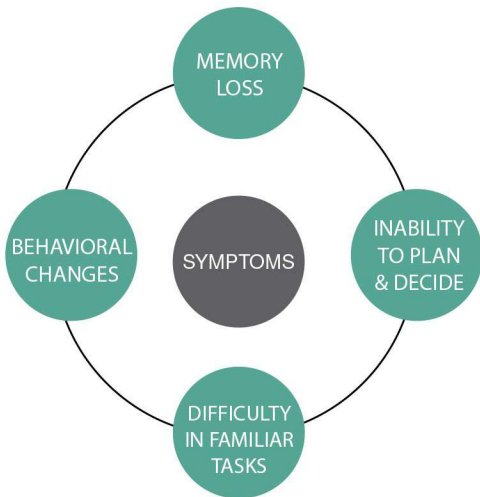 MEMORY
LOSS
BEHAVIORAL
CHANGES
SYMPTOMS
INABILITY
TO PLAN
& DECIDE
DIFFICULTY
IN FAMILIAR
TASKS